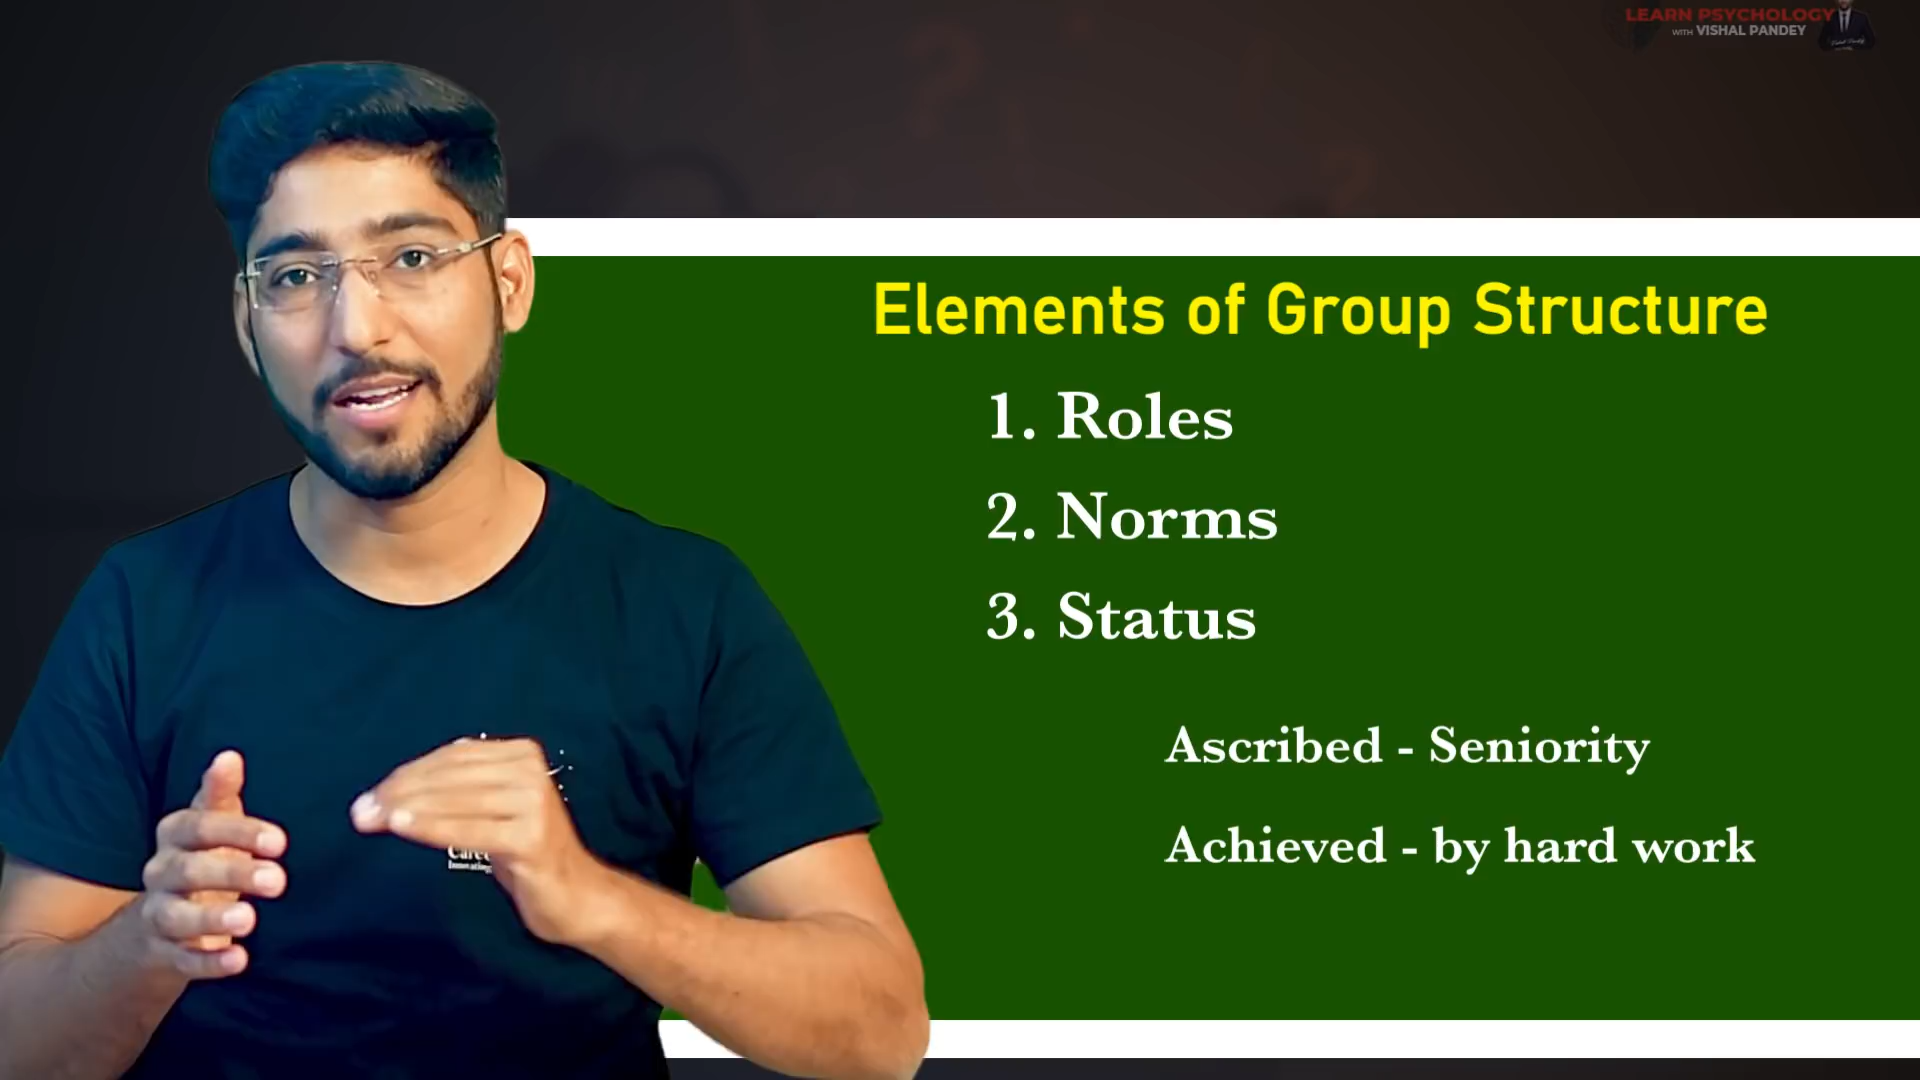 LEARN PSYCHOLOGY
WITH VISHAL PANDEY
Elements of Group Structure
1. Roles
2. Norms
3. Status
Ascribed - Seniority
Achieved - by hard work